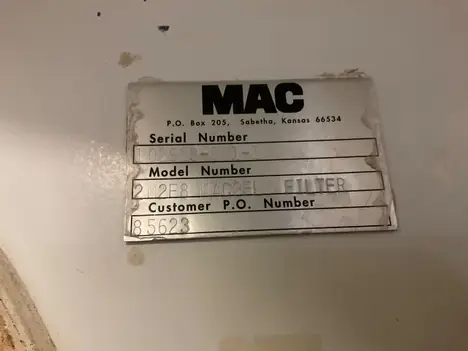 MAC
P.O. Box 205, Sabetha, Kansas 66534
Serial Number
Model Number
FILTER
Customer P.O. Number
85623